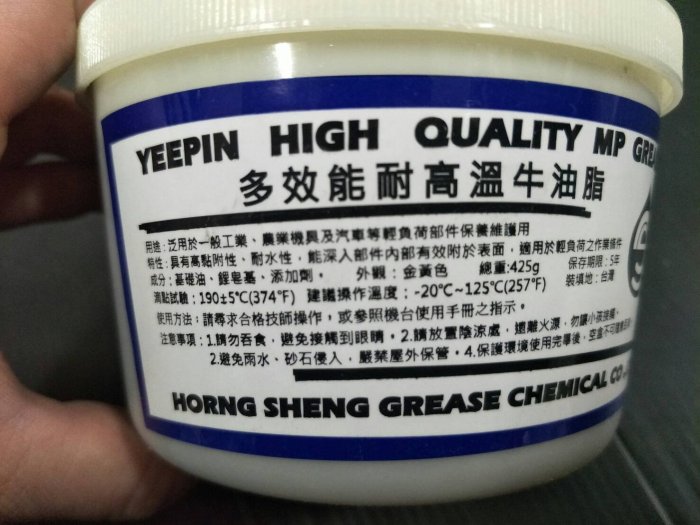 YEEPIN HIGH QUALITY MP
多效能耐高溫牛油脂
用途：泛用於一般工業、農業機具及汽車等輕負荷部件保養維護用
特性：具有高黏附性、耐水性，能深入部件內部有效附於表面，適用於輕負荷之作業條件
成分：基礎油、鋰皂基、添加劑。 外觀：金黃色 總重:425g 保存期限：5年
滴點試驗：190±5℃(374°F) 建議操作溫度：-20℃~125℃(257°F) 裝填地：台灣
使用方法：請尋求合格技師操作，或參照機台使用手冊之指示。
注意事項：1.請勿吞食，避免接觸到眼睛。2.請放置陰涼處，遠離火源，勿讓小孩接觸。
2.避免雨水、砂石侵入，嚴禁屋外保管。4.保護環境使用完畢後，空盒不可隨意
HORNG SHENG GREASE CHEMICAL CO